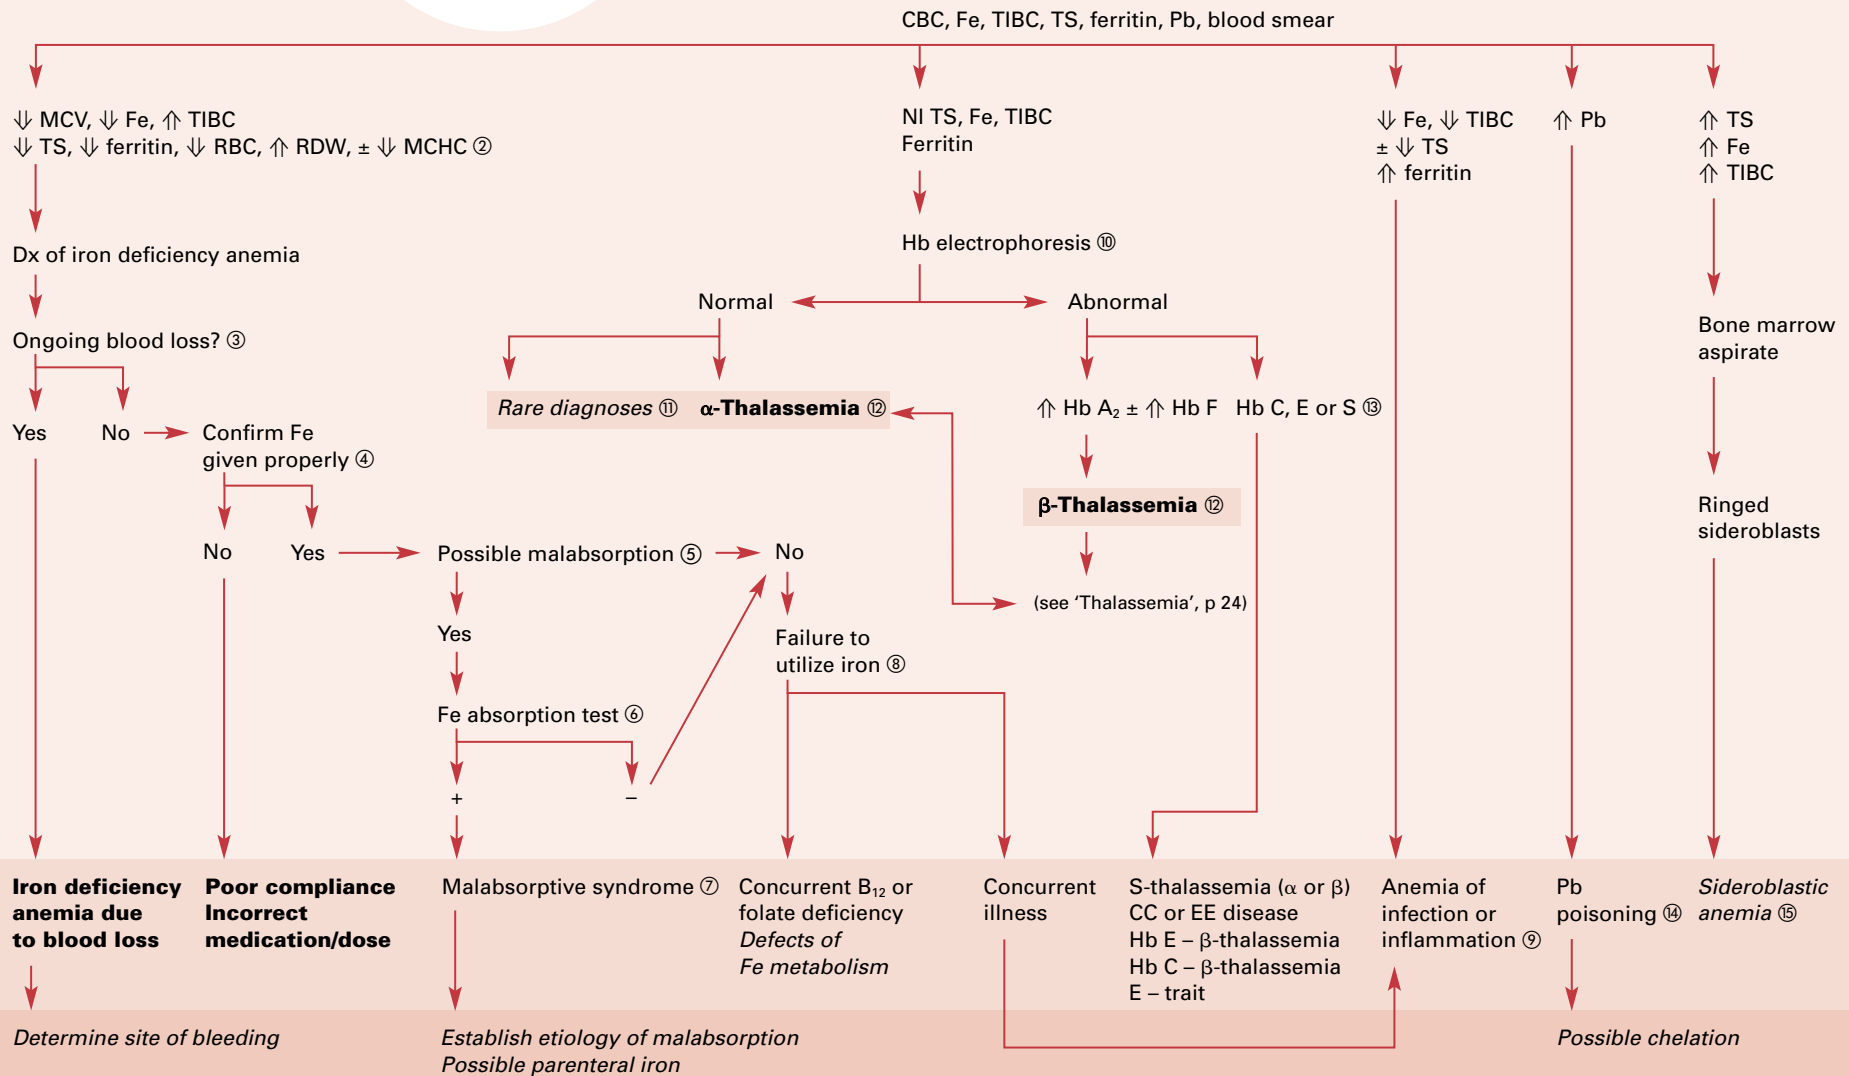 CBC, Fe, TIBC, TS, ferritin, Pb, blood smear
⇓ MCV, ⇓ Fe, ⇑ TIBC
⇓ TS, ⇓ ferritin, ⇓ RBC, ⇑ RDW, ± ⇓ MCHC ②
Nl TS, Fe, TIBC
Ferritin
⇓ Fe, ⇓ TIBC
± ⇓ TS
⇑ ferritin
⇑ Pb
⇑ TS
⇑ Fe
⇑ TIBC
Dx of iron deficiency anemia
Hb electrophoresis ⑩
Normal
Abnormal
Ongoing blood loss? ③
Bone marrow
aspirate
Rare diagnoses ⑪ α-Thalassemia ⑫
⇑ Hb A₂ ± ⇑ Hb F
Hb C, E or S ⑬
Yes
No
Confirm Fe
given properly ④
β-Thalassemia ⑫
Ringed
sideroblasts
No
Yes
Possible malabsorption ⑤
No
(see 'Thalassemia', p 24)
Yes
Failure to
utilize iron ⑧
Fe absorption test ⑥
+
–
Iron deficiency
anemia due
to blood loss
Poor compliance
Incorrect
medication/dose
Malabsorptive syndrome ⑦
Concurrent B₁₂ or
folate deficiency
Defects of
Fe metabolism
Concurrent
illness
S-thalassemia (α or β)
CC or EE disease
Hb E – β-thalassemia
Hb C – β-thalassemia
E – trait
Anemia of
infection or
inflammation ⑨
Pb
poisoning ⑭
Sideroblastic
anemia ⑮
Determine site of bleeding
Establish etiology of malabsorption
Possible parenteral iron
Possible chelation